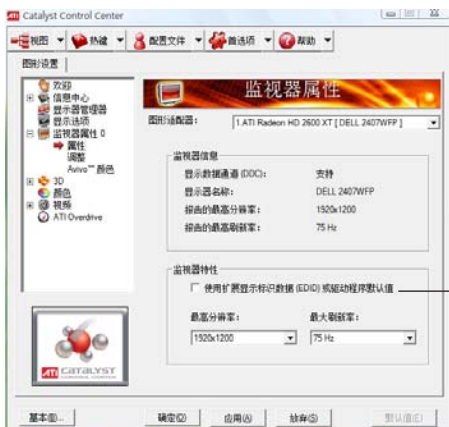 ATI Catalyst Control Center
视图 热键 配置文件 首选项 帮助
图形设置
欢迎
信息中心
显示器管理器
显示选项
监视器属性 0
属性
调整
Avivo™ 颜色
3D
颜色
视频
ATI Overdrive
监视器属性
图形适配器：
1.ATI Radeon HD 2600 XT [ DELL 2407WFP ]
监视器信息
显示数据通道 (DDC)： 支持
显示器名称： DELL 2407WFP
报告的最高分辨率： 1920x1200
报告的最高刷新率： 75 Hz
监视器特性
使用扩展显示标识数据 (EDID) 或驱动程序默认值
最高分辨率： 最大刷新率：
1920x1200 75 Hz
ATI CATALYST
CONTROL CENTER
基本(B)... 确定(O) 应用(A) 放弃(S) 默认值(E)